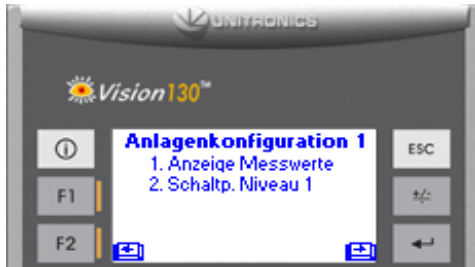 UNITRONICS
Vision130™
Anlagenkonfiguration 1
1. Anzeige Messwerte
2. Schaltp. Niveau 1
i
ESC
F1
+/-
F2